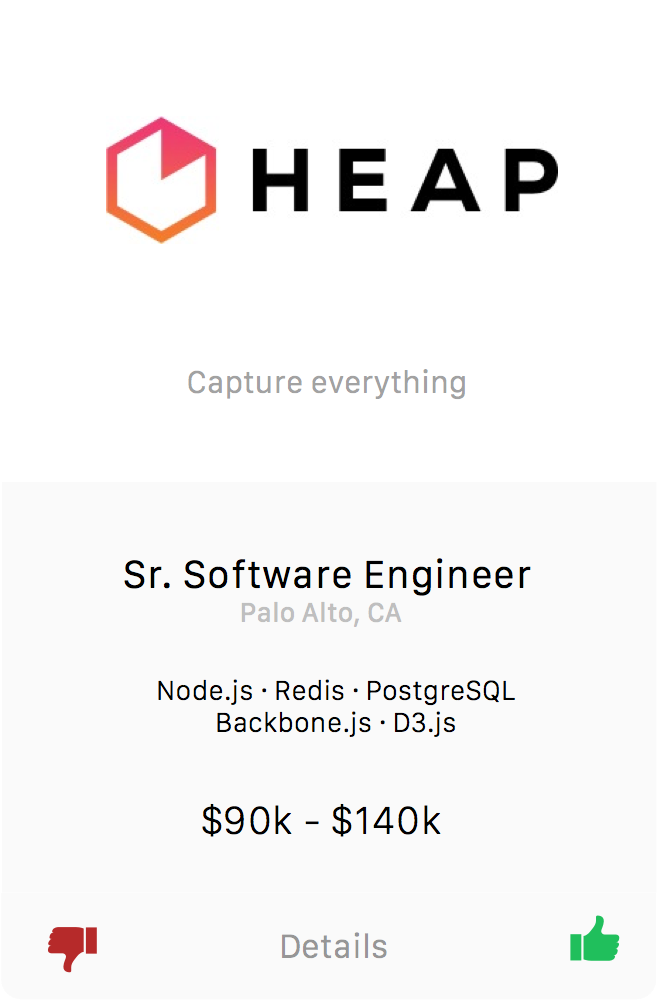 HEAP
Capture everything
Sr. Software Engineer
Palo Alto, CA
Node.js · Redis · PostgreSQL
Backbone.js · D3.js
$90k - $140k
Details